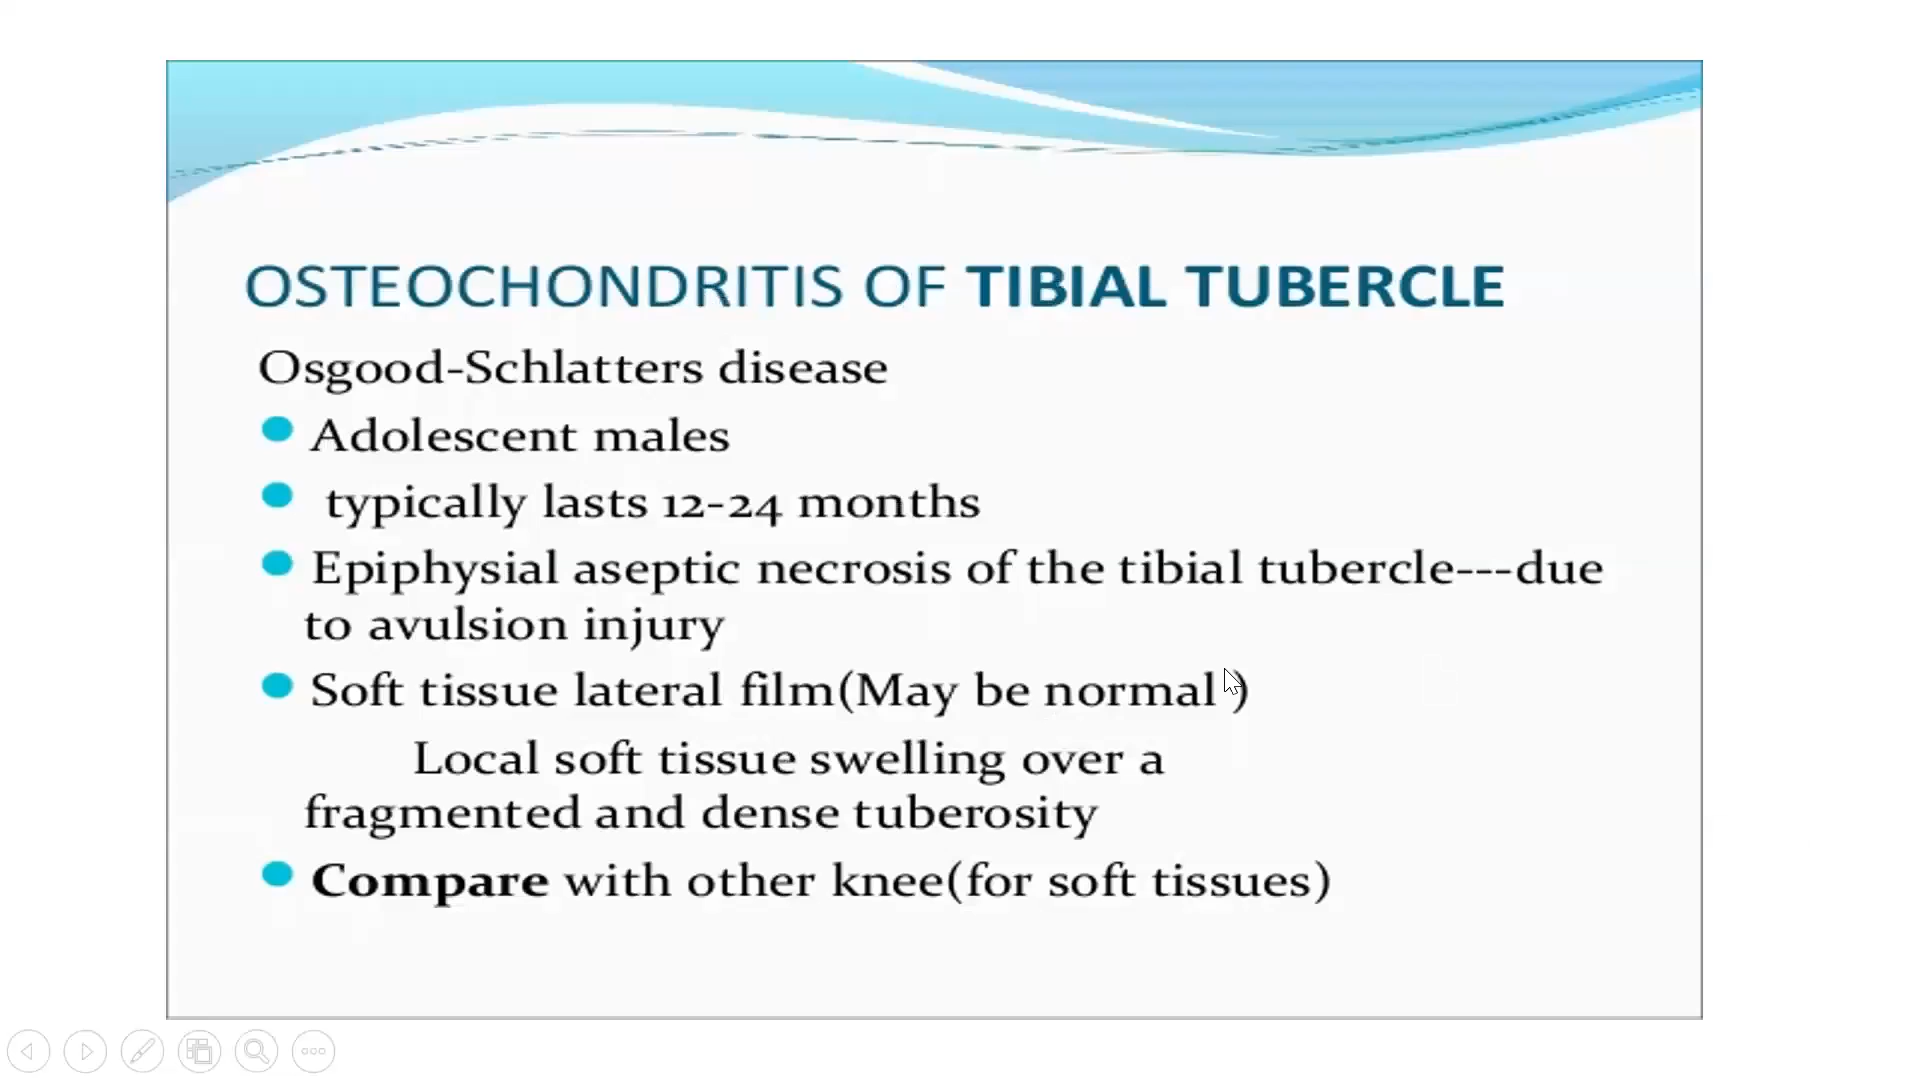 OSTEOCHONDRITIS OF TIBIAL TUBERCLE
Osgood-Schlatters disease
Adolescent males
typically lasts 12-24 months
Epiphysial aseptic necrosis of the tibial tubercle---due
to avulsion injury
Soft tissue lateral film(May be normal )
Local soft tissue swelling over a
fragmented and dense tuberosity
Compare with other knee(for soft tissues)